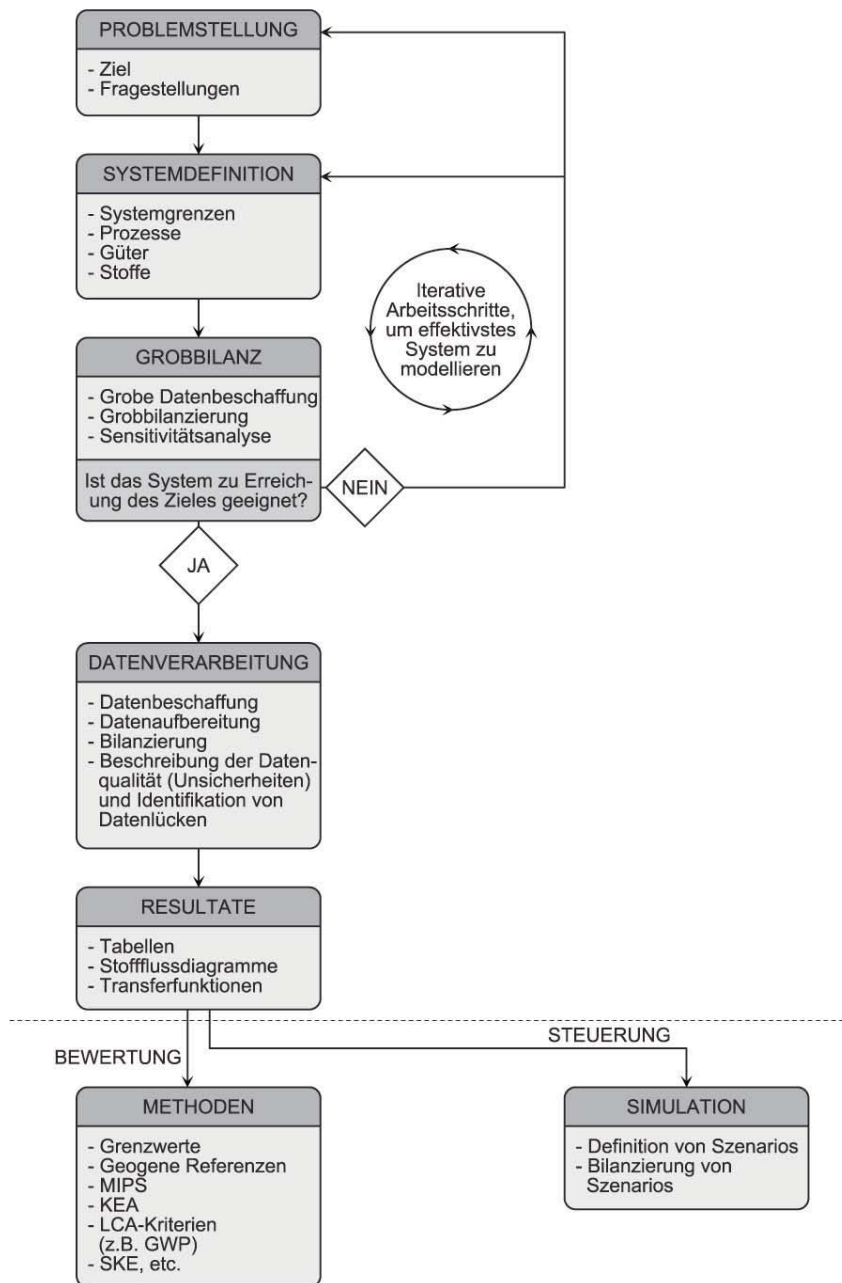 PROBLEMSTELLUNG
- Ziel
- Fragestellungen
SYSTEMDEFINITION
- Systemgrenzen
- Prozesse
- Güter
- Stoffe
Iterative
Arbeitsschritte,
um effektivstes
System zu
modellieren
GROBBILANZ
- Grobe Datenbeschaffung
- Grobbilanzierung
- Sensitivitätsanalyse
Ist das System zu Erreich-
ung des Zieles geeignet?
NEIN
JA
DATENVERARBEITUNG
- Datenbeschaffung
- Datenaufbereitung
- Bilanzierung
- Beschreibung der Daten-
qualität (Unsicherheiten)
und Identifikation von
Datenlücken
RESULTATE
- Tabellen
- Stoffflussdiagramme
- Transferfunktionen
BEWERTUNG
STEUERUNG
METHODEN
- Grenzwerte
- Geogene Referenzen
- MIPS
- KEA
- LCA-Kriterien
(z.B. GWP)
- SKE, etc.
SIMULATION
- Definition von Szenarios
- Bilanzierung von
Szenarios